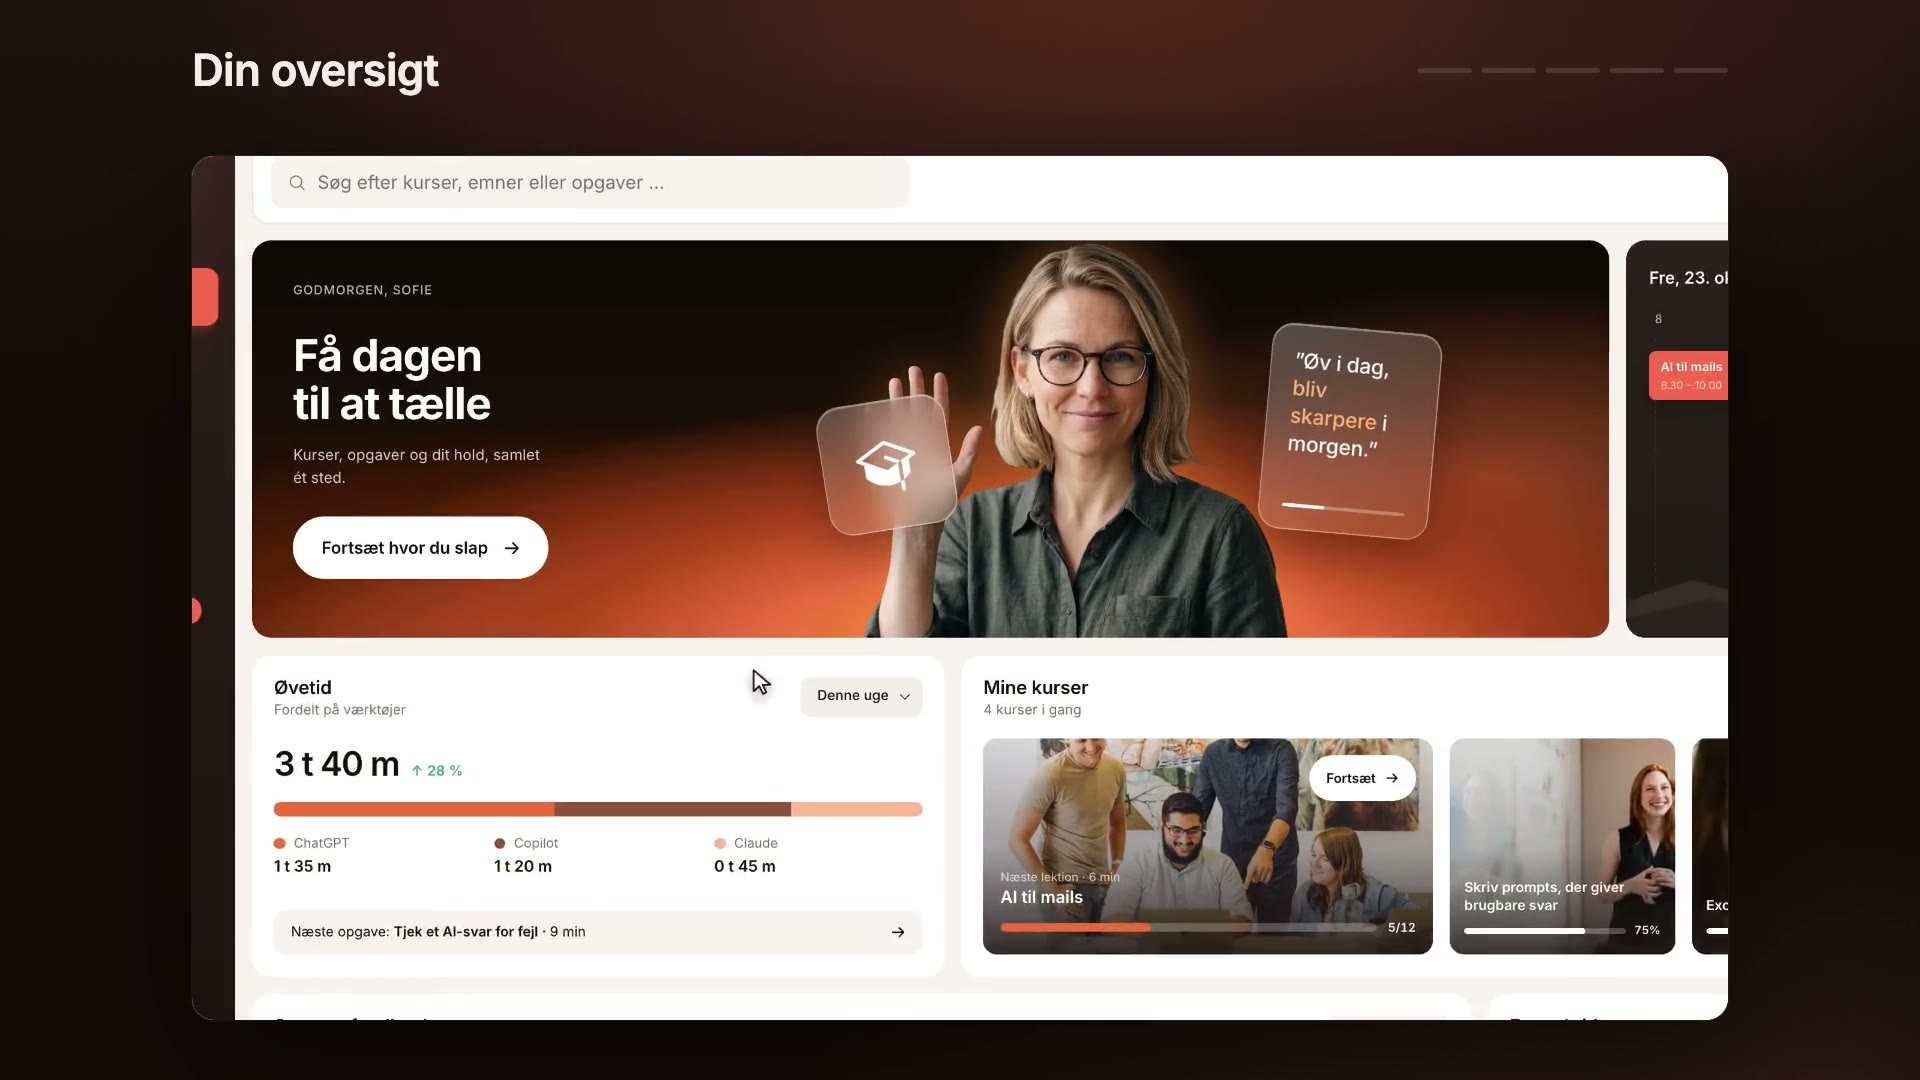 Din oversigt
Søg efter kurser, emner eller opgaver ...
GODMORGEN, SOFIE
Få dagen
til at tælle
Kurser, opgaver og dit hold, samlet
ét sted.
Fortsæt hvor du slap
"Øv i dag,
bliv
skarpere i
morgen."
Fre, 23.
8
AI til mails
8.30 – 10.00
Øvetid
Fordelt på værktøjer
Denne uge
3 t 40 m ↑ 28 %
ChatGPT
1 t 35 m
Copilot
1 t 20 m
Claude
0 t 45 m
Næste opgave: Tjek et AI-svar for fejl · 9 min
Mine kurser
4 kurser i gang
Fortsæt
Næste lektion · 6 min
AI til mails
5/12
Skriv prompts, der giver
brugbare svar
75%